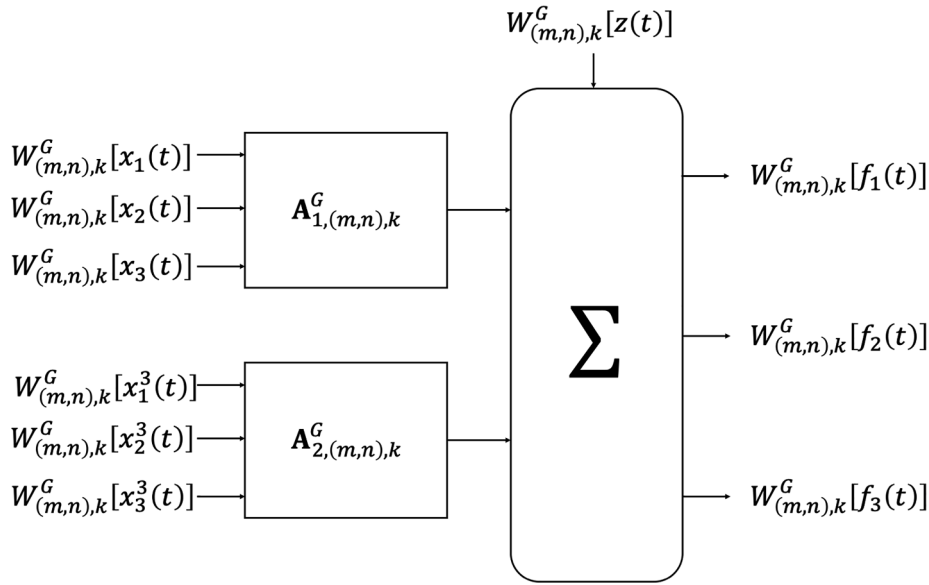 W^G_{(m,n),k}[z(t)]
W^G_{(m,n),k}[x_1(t)]
W^G_{(m,n),k}[x_2(t)]
W^G_{(m,n),k}[x_3(t)]
A^G_{1,(m,n),k}
W^G_{(m,n),k}[x_1^3(t)]
W^G_{(m,n),k}[x_2^3(t)]
W^G_{(m,n),k}[x_3^3(t)]
A^G_{2,(m,n),k}
Σ
W^G_{(m,n),k}[f_1(t)]
W^G_{(m,n),k}[f_2(t)]
W^G_{(m,n),k}[f_3(t)]